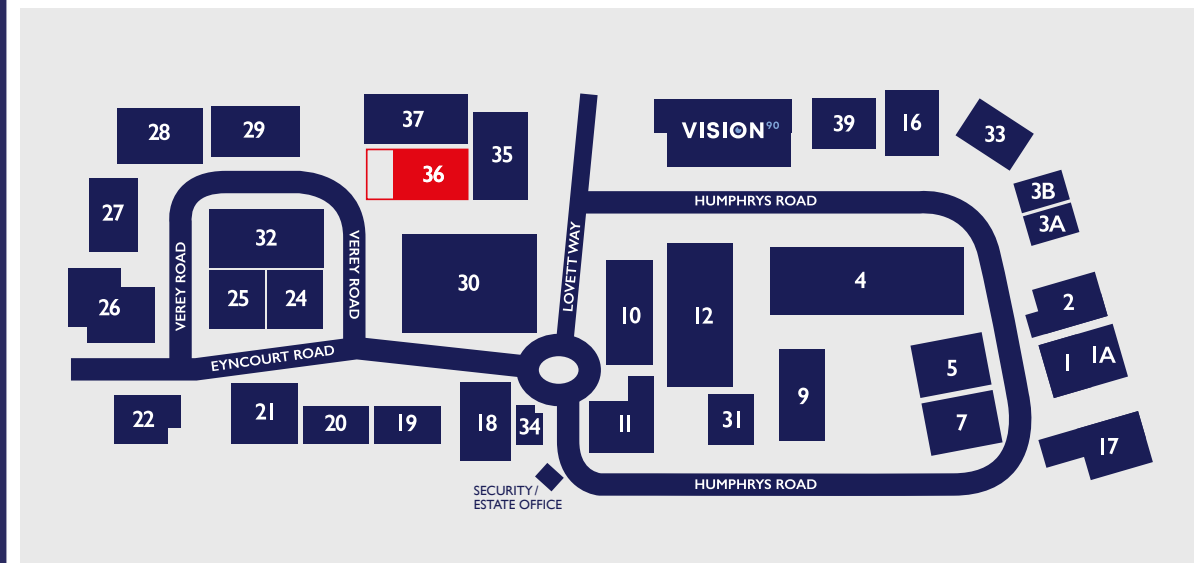 28
29
37
35
36
VISION 90
39
16
33
27
3B
3A
HUMPHRYS ROAD
32
VEREY ROAD
VEREY ROAD
25
24
26
30
LOVETT WAY
10
12
4
2
1
1A
EYNCOURT ROAD
5
9
7
22
21
20
19
18
34
11
31
17
SECURITY /
ESTATE OFFICE
HUMPHRYS ROAD